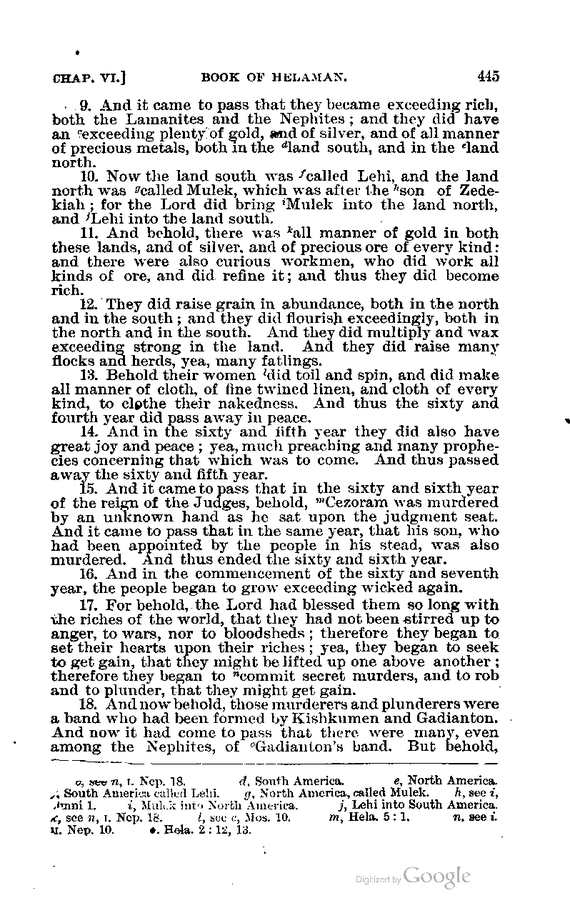 CHAP. VI.] BOOK OF HELAMAN. 445
9. And it came to pass that they became exceeding rich,
both the Lamanites and the Nephites; and they did have
an ᶜexceeding plenty of gold, and of silver, and of all manner
of precious metals, both in the ᵈland south, and in the ᵉland
north.
10. Now the land south was ᶠcalled Lehi, and the land
north was ᵍcalled Mulek, which was after the ʰson of Zede-
kiah; for the Lord did bring ⁱMulek into the land north,
and ʲLehi into the land south.
11. And behold, there was ᵏall manner of gold in both
these lands, and of silver, and of precious ore of every kind:
and there were also curious workmen, who did work all
kinds of ore, and did refine it; and thus they did become
rich.
12. They did raise grain in abundance, both in the north
and in the south; and they did flourish exceedingly, both in
the north and in the south. And they did multiply and wax
exceeding strong in the land. And they did raise many
flocks and herds, yea, many fatlings.
13. Behold their women ˡdid toil and spin, and did make
all manner of cloth, of fine twined linen, and cloth of every
kind, to clothe their nakedness. And thus the sixty and
fourth year did pass away in peace.
14. And in the sixty and fifth year they did also have
great joy and peace; yea, much preaching and many prophe-
cies concerning that which was to come. And thus passed
away the sixty and fifth year.
15. And it came to pass that in the sixty and sixth year
of the reign of the Judges, behold, ᵐCezoram was murdered
by an unknown hand as he sat upon the judgment seat.
And it came to pass that in the same year, that his son, who
had been appointed by the people in his stead, was also
murdered. And thus ended the sixty and sixth year.
16. And in the commencement of the sixty and seventh
year, the people began to grow exceeding wicked again.
17. For behold, the Lord had blessed them so long with
the riches of the world, that they had not been stirred up to
anger, to wars, nor to bloodsheds; therefore they began to
set their hearts upon their riches; yea, they began to seek
to get gain, that they might be lifted up one above another;
therefore they began to ⁿcommit secret murders, and to rob
and to plunder, that they might get gain.
18. And now behold, those murderers and plunderers were
a band who had been formed by Kishkumen and Gadianton.
And now it had come to pass that there were many, even
among the Nephites, of ᵒGadianton's band. But behold,
c, see n, I. Nep. 18. d, South America. e, North America.
f, South America called Lehi. g, North America, called Mulek. h, see i,
Omni 1. i, Mulek into North America. j, Lehi into South America.
k, see n, I. Nep. 18. l, see c, Mos. 10. m, Hela. 5:1. n, see i.
II. Nep. 10. o, Hela. 2:12, 13.
Digitized by Google